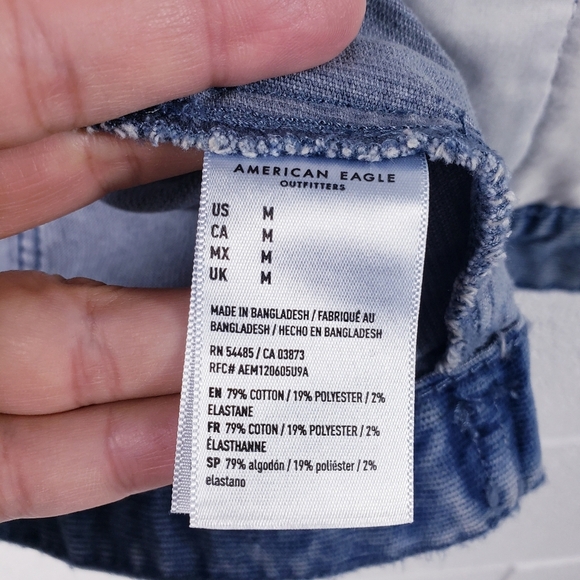 AMERICAN EAGLE
OUTFITTERS
US M
CA M
MX M
UK M
MADE IN BANGLADESH / FABRIQUÉ AU
BANGLADESH / HECHO EN BANGLADESH
RN 54485 / CA 03873
RFC# AEM120605U9A
EN 79% COTTON / 19% POLYESTER / 2%
ELASTANE
FR 79% COTON / 19% POLYESTER / 2%
ÉLASTHANNE
SP 79% algodón / 19% poliéster / 2%
elastano